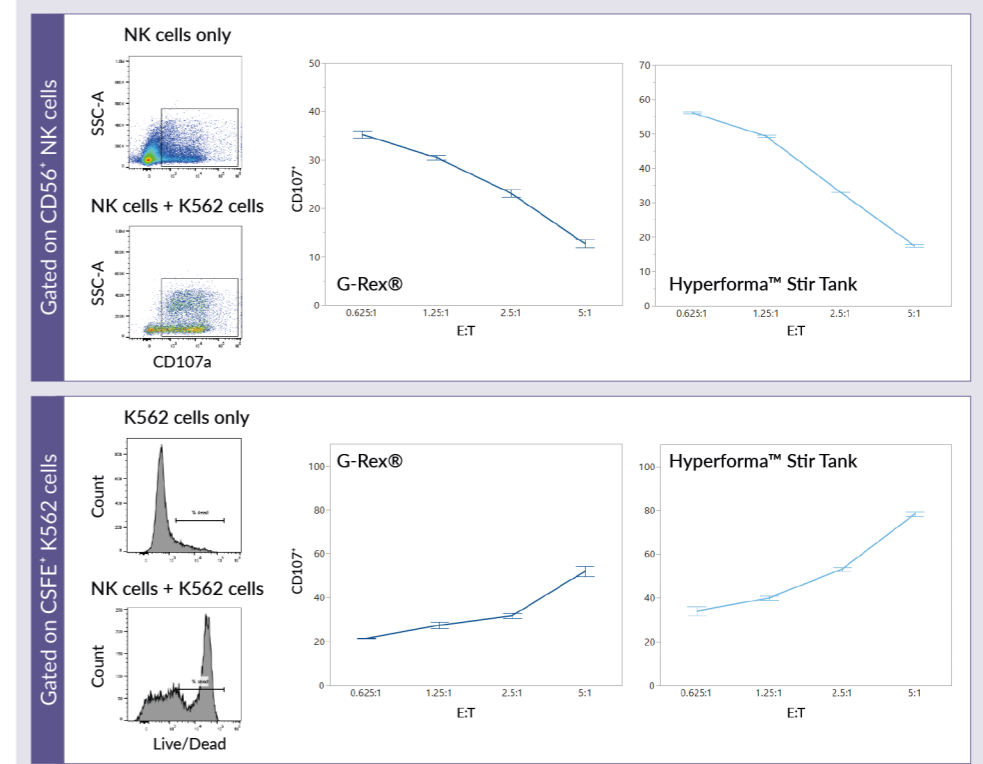 Gated on CD56⁺ NK cells
NK cells only
SSC-A
NK cells + K562 cells
SSC-A
CD107a
50
40
30
20
10
0
CD107⁺
G-Rex®
0.625:1 1.25:1 2.5:1 5:1
E:T
70
60
50
40
30
20
10
0
Hyperforma™ Stir Tank
0.625:1 1.25:1 2.5:1 5:1
E:T
Gated on CSFE⁺ K562 cells
K562 cells only
Count
% dead
NK cells + K562 cells
Count
% dead
Live/Dead
G-Rex®
100
80
60
40
20
0
CD107⁺
0.625:1 1.25:1 2.5:1 5:1
E:T
Hyperforma™ Stir Tank
100
80
60
40
20
0
0.625:1 1.25:1 2.5:1 5:1
E:T